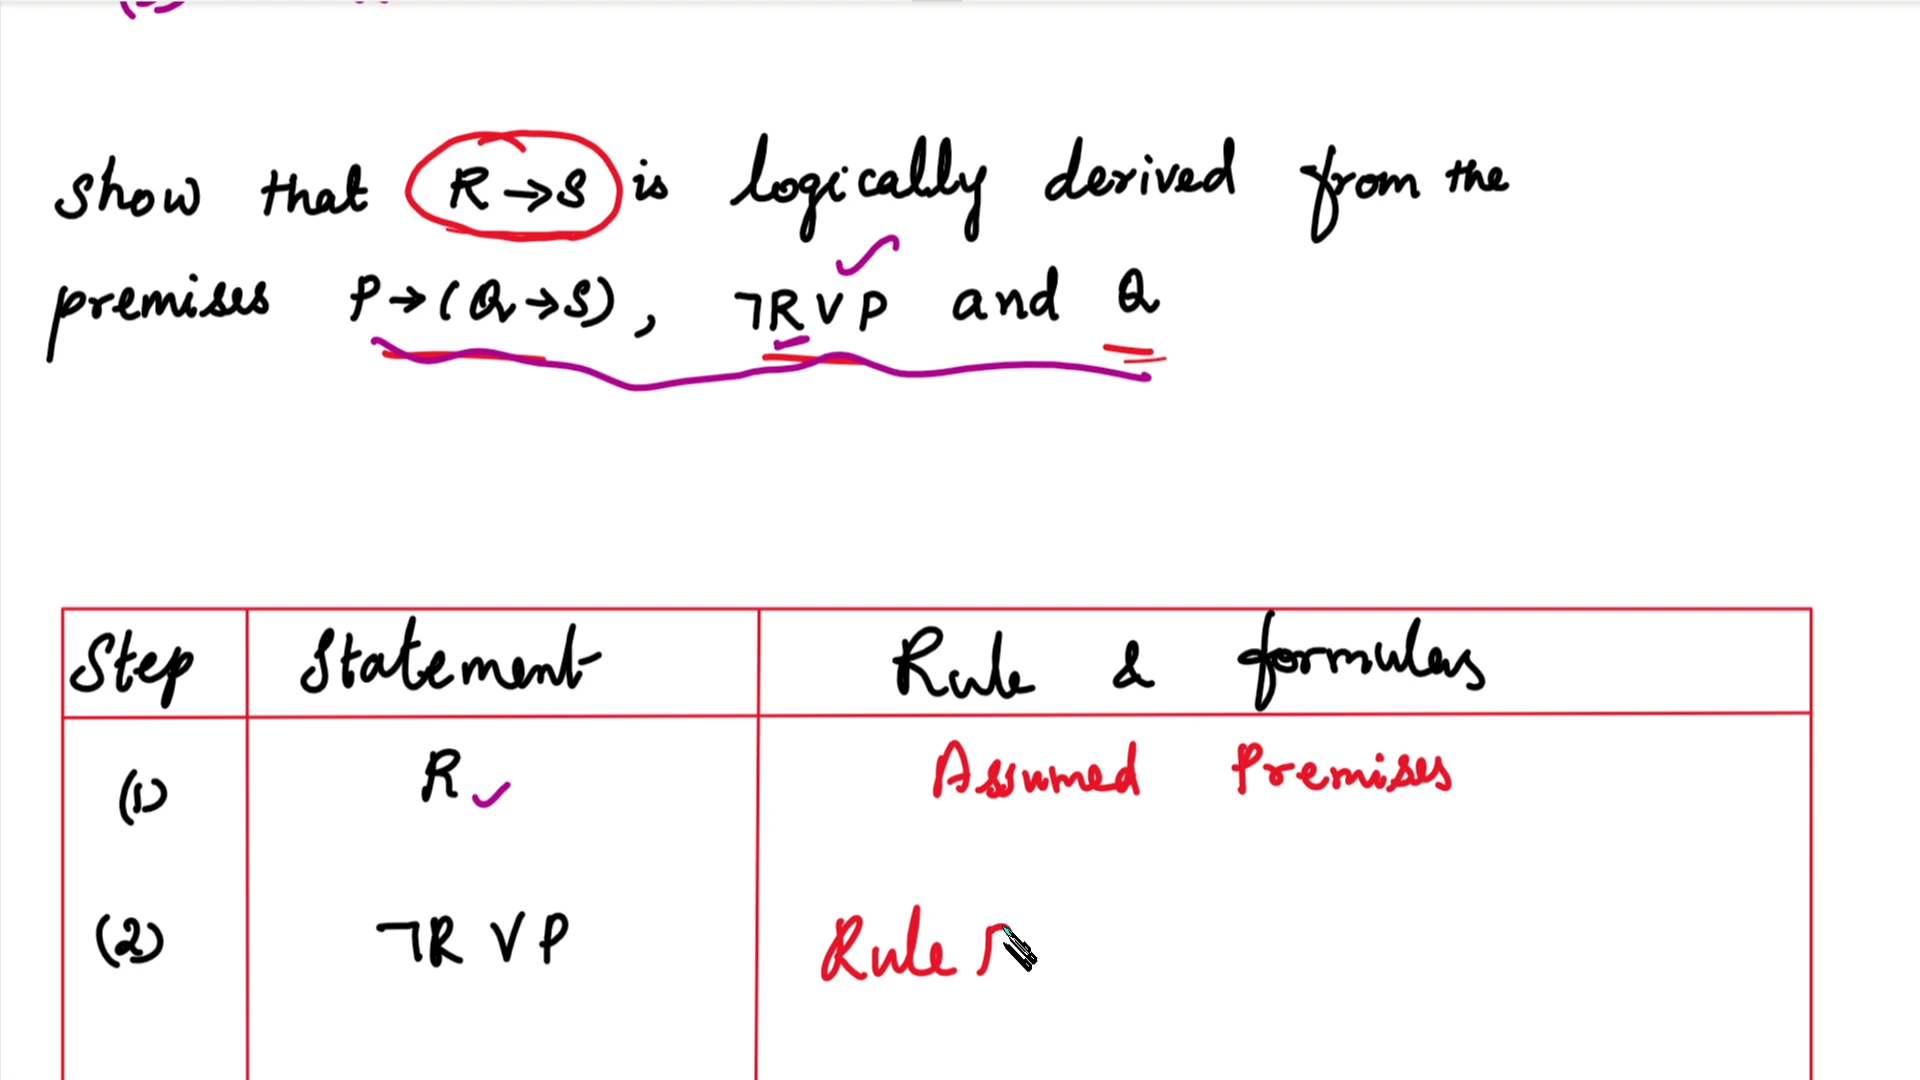 show that R→S is logically derived from the
premises P→(Q→S), ¬R∨P and Q
Step Statement Rule & formulas
(1) R Assumed Premises
(2) ¬R ∨ P Rule